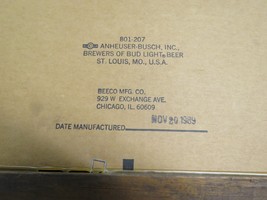 801-207
ANHEUSER-BUSCH, INC.,
BREWERS OF BUD LIGHT® BEER
ST. LOUIS, MO., U.S.A.
BEECO MFG. CO.
929 W EXCHANGE AVE.
CHICAGO, IL. 60609
DATE MANUFACTURED NOV 20 1989